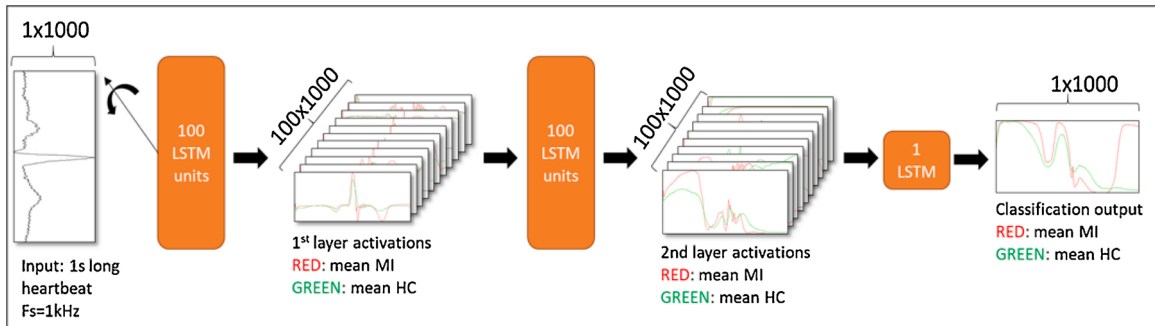 1x1000
Input: 1s long
heartbeat
Fs=1kHz
100
LSTM
units
100x1000
1st layer activations
RED: mean MI
GREEN: mean HC
100
LSTM
units
100x1000
2nd layer activations
RED: mean MI
GREEN: mean HC
1
LSTM
1x1000
Classification output
RED: mean MI
GREEN: mean HC